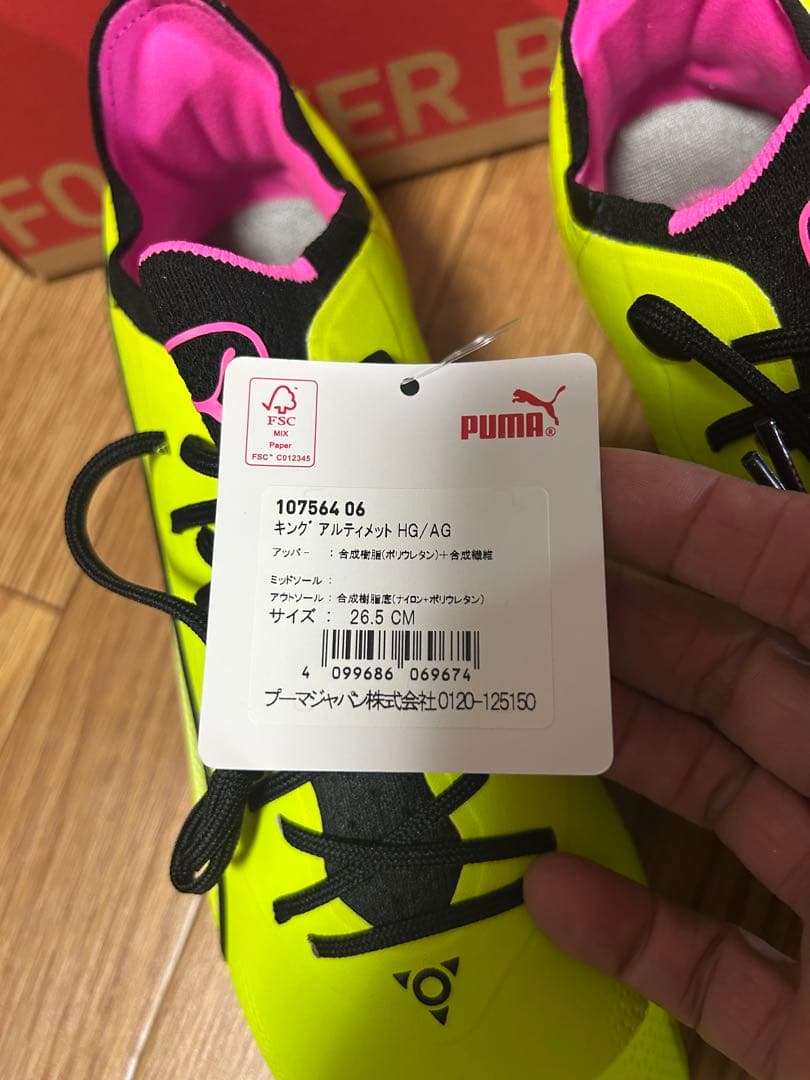 FO ER B
FSC
MIX
Paper
FSC™ C012345
PUMA®
107564 06
キング アルティメット HG/AG
アッパー : 合成樹脂(ポリウレタン)+合成繊維
ミッドソール :
アウトソール : 合成樹脂底(ナイロン+ポリウレタン)
サイズ : 26.5 CM
4 099686 069674
プーマジャパン株式会社0120-125150